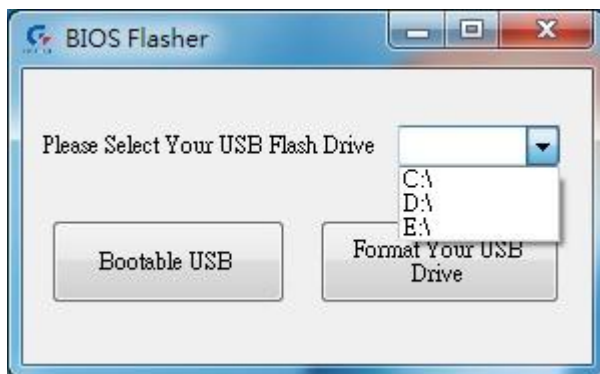 BIOS Flasher
Please Select Your USB Flash Drive
C:\
D:\
E:\
Bootable USB
Format Your USB
Drive